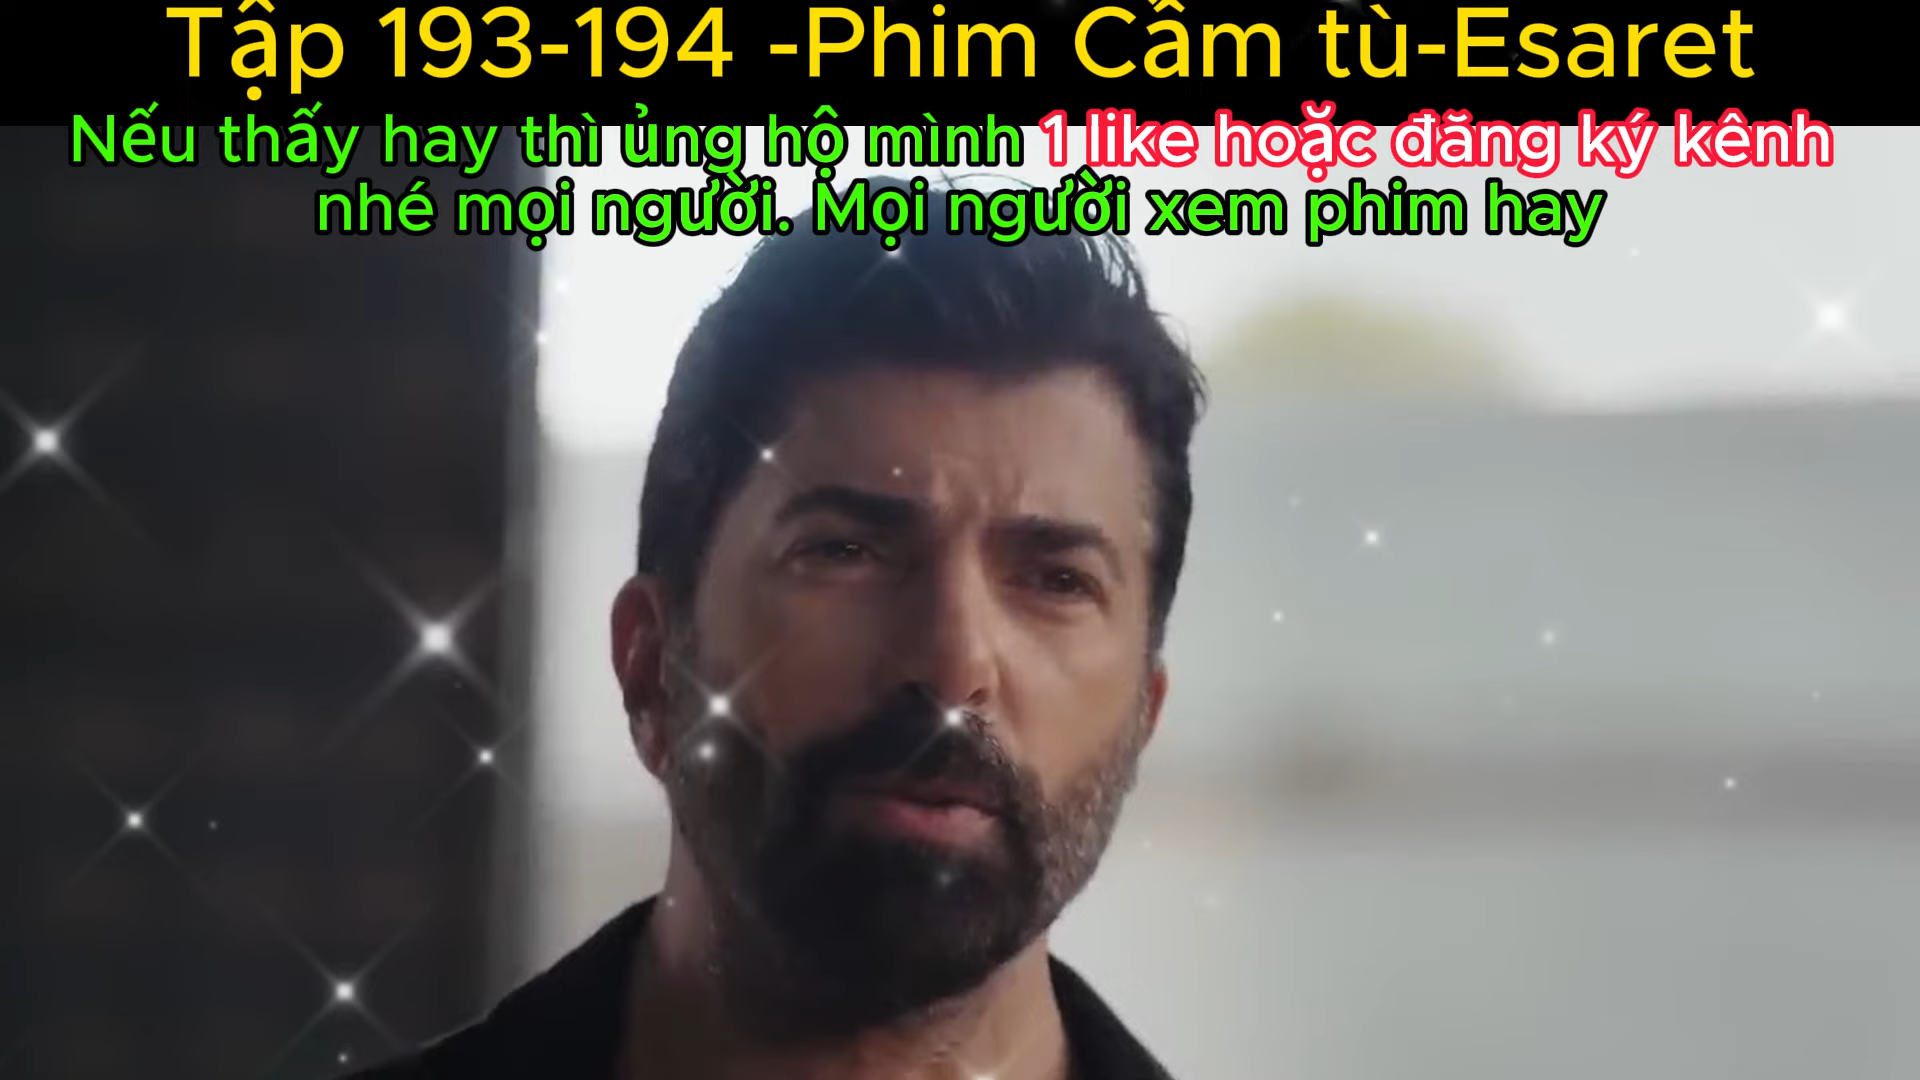 Tập 193-194 -Phim Cầm tù-Esaret
Nếu thấy hay thì ủng hộ mình 1 like hoặc đăng ký kênh
nhé mọi người. Mọi người xem phim hay